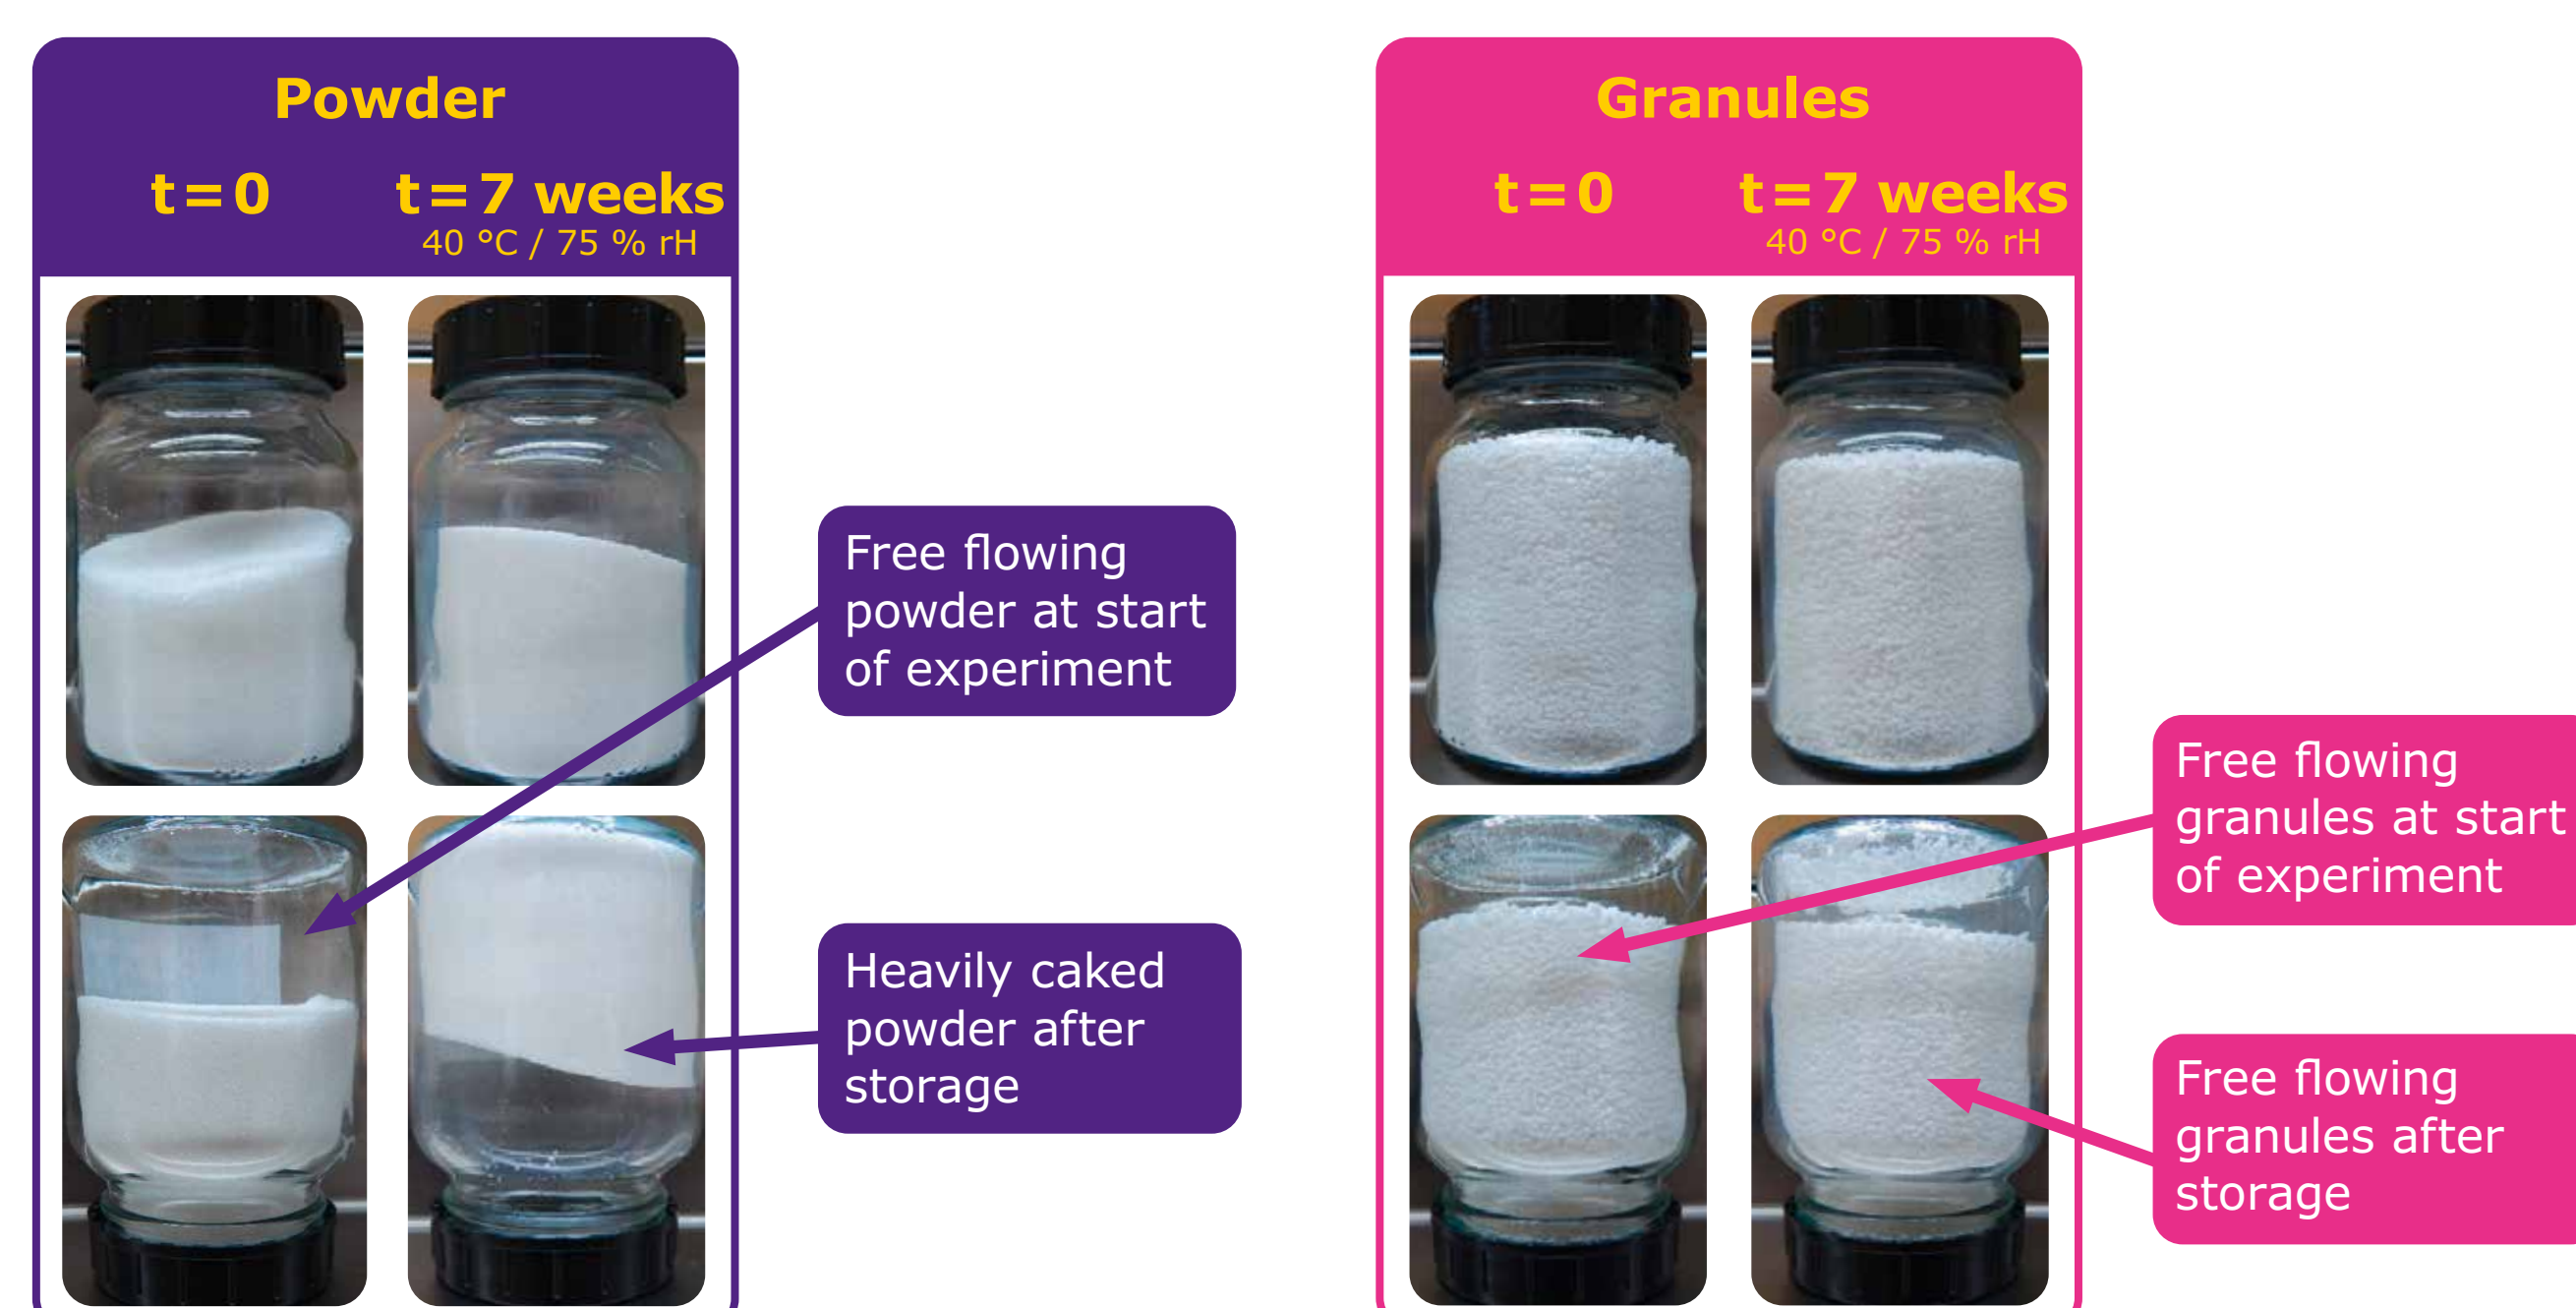 Powder
t=0
t=7 weeks
40 °C / 75 % rH
Free flowing
powder at start
of experiment
Heavily caked
powder after
storage
Granules
t=0
t=7 weeks
40 °C / 75 % rH
Free flowing
granules at start
of experiment
Free flowing
granules after
storage